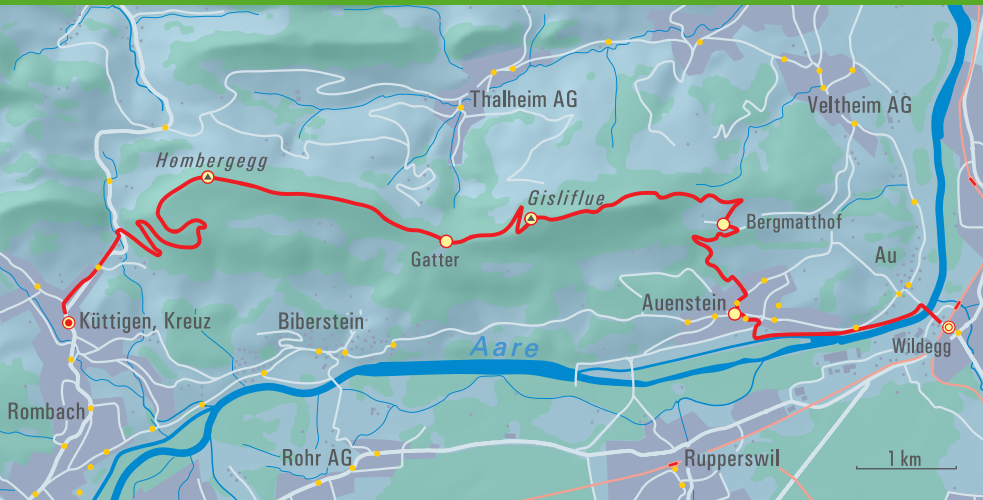 Thalheim AG
Veltheim AG
Hombergegg
Gisliflue
Bergmatthof
Gatter
Au
Auenstein
Küttigen, Kreuz
Biberstein
Aare
Wildegg
Rombach
Rohr AG
Rupperswil
1 km